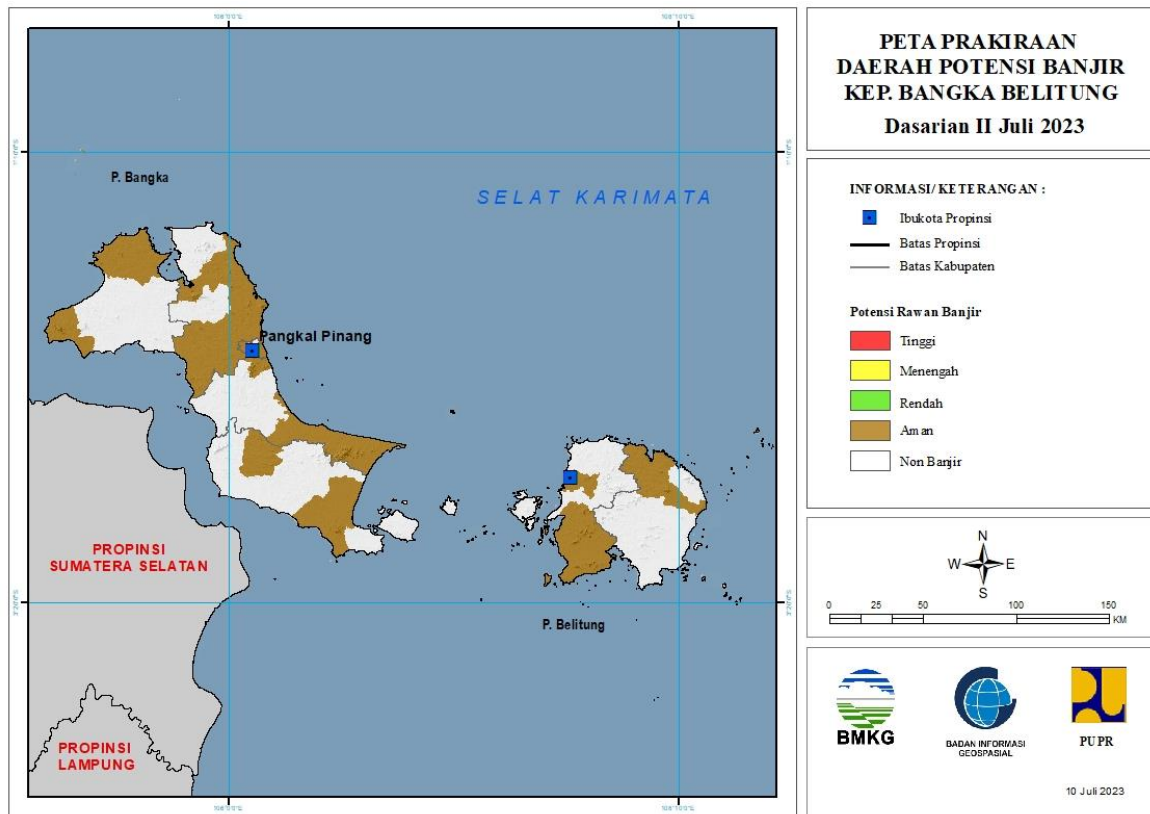 PETA PRAKIRAAN
DAERAH POTENSI BANJIR
KEP. BANGKA BELITUNG
Dasarian II Juli 2023
P. Bangka
SELAT KARIMATA
Pangkal Pinang
PROPINSI
SUMATERA SELATAN
P. Belitung
PROPINSI
LAMPUNG
INFORMASI/ KETERANGAN :
Ibukota Propinsi
Batas Propinsi
Batas Kabupaten
Potensi Rawan Banjir
Tinggi
Menengah
Rendah
Aman
Non Banjir
N
W E
S
0 25 50 100 150
KM
BMKG
BADAN INFORMASI
GEOSPASIAL
PUPR
10 Juli 2023